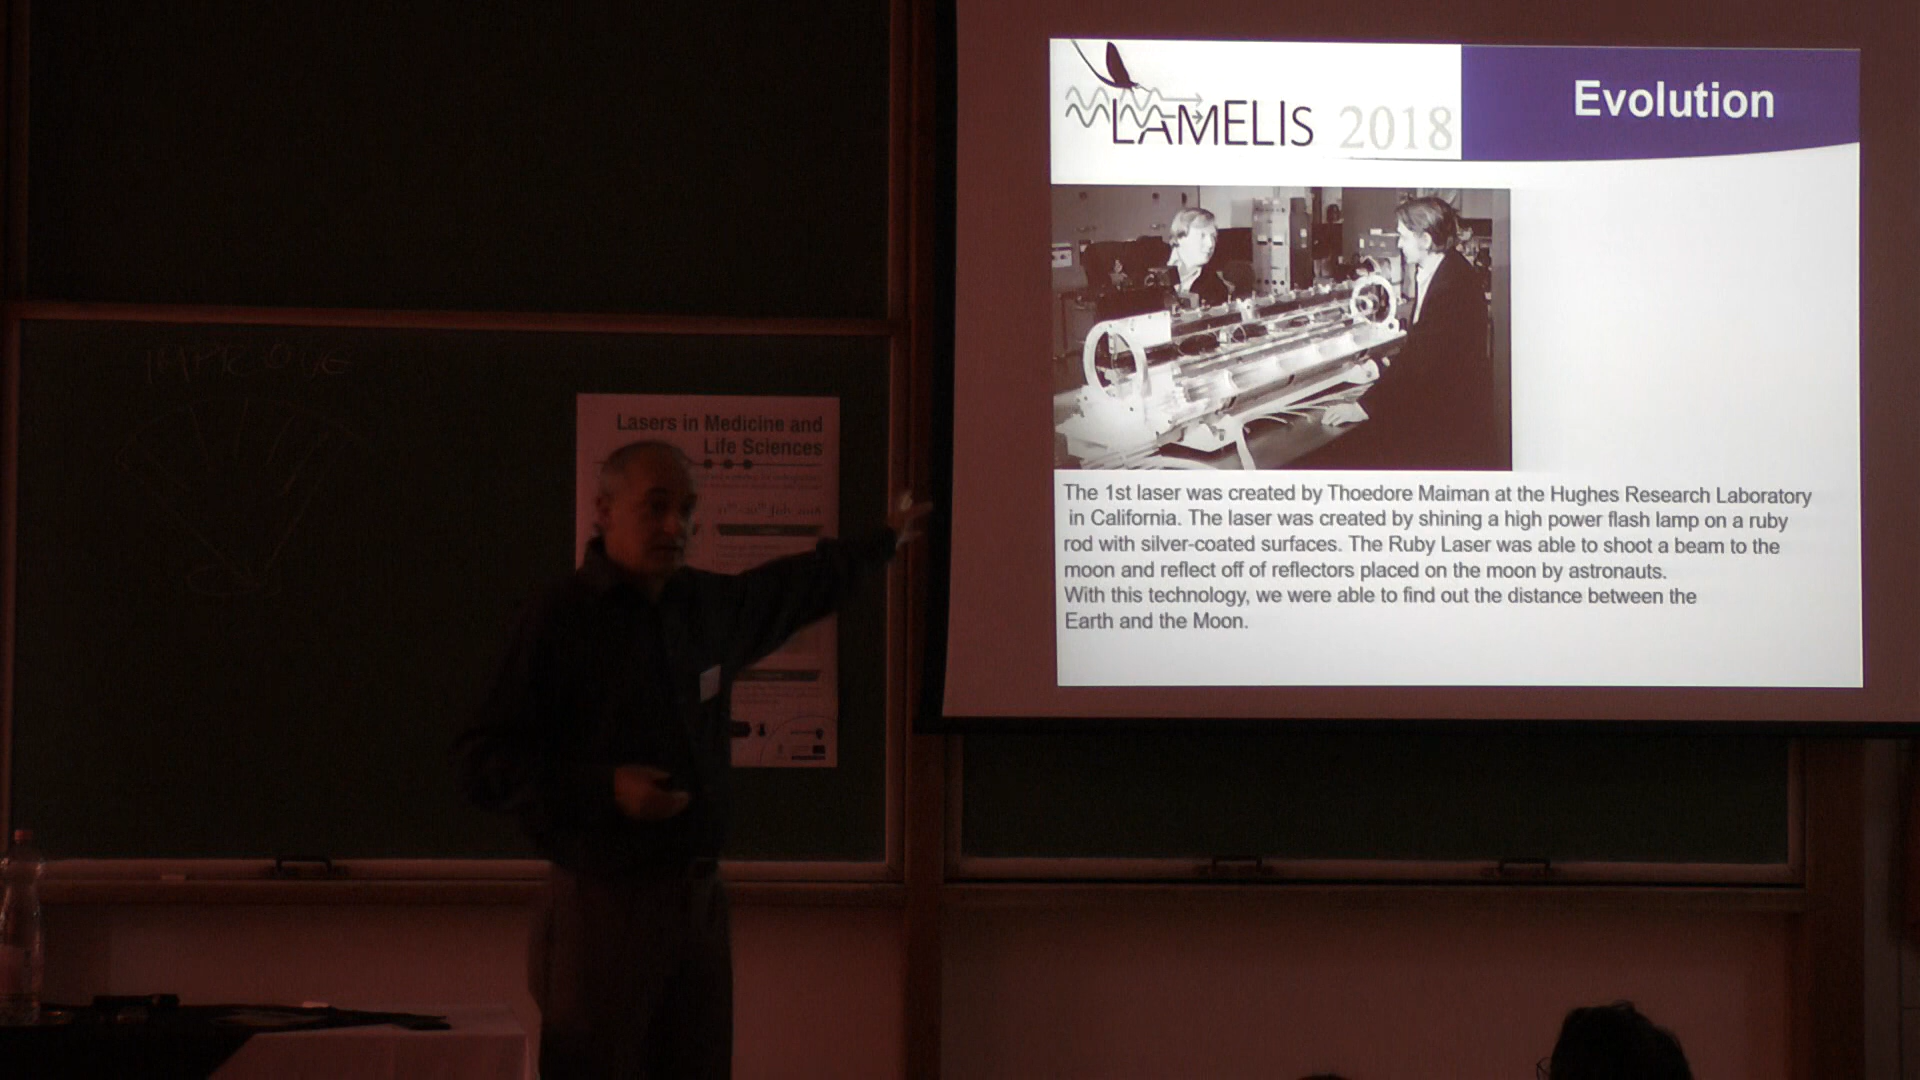 LAMELIS 2018
Evolution
The 1st laser was created by Thoedore Maiman at the Hughes Research Laboratory
in California. The laser was created by shining a high power flash lamp on a ruby
rod with silver-coated surfaces. The Ruby Laser was able to shoot a beam to the
moon and reflect off of reflectors placed on the moon by astronauts.
With this technology, we were able to find out the distance between the
Earth and the Moon.
IMPROVE
Lasers in Medicine and
Life Sciences
July 2018